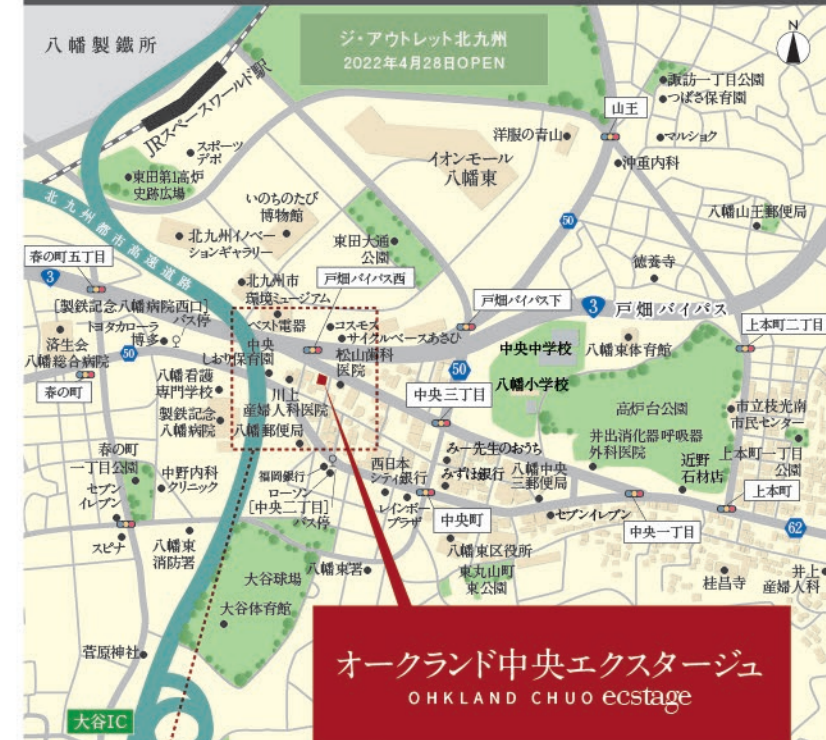 八幡製鐵所
ジ・アウトレット北九州
2022年4月28日OPEN
N
JRスペースワールド駅
諏訪一丁目公園
つばさ保育園
山王
スポーツ
デポ
洋服の青山
マルショク
イオンモール
八幡東
沖重内科
東田第1高炉
史跡広場
いのちのたび
博物館
八幡山王郵便局
北九州都市高速道路
北九州イノベー
ションギャラリー
東田大通
公園
50
徳養寺
春の町五丁目
3
北九州市
環境ミュージアム
戸畑バイパス西
戸畑バイパス下
3
戸畑バイパス
[製鉄記念八幡病院西口]
バス停
ベスト電器
コスモス
サイクルベースあさひ
上本町二丁目
トヨタカローラ
博多
済生会
八幡総合病院
50
中央
しおり保育園
松山歯科
医院
50
中央中学校
八幡東体育館
春の町
八幡看護
専門学校
川上
産婦人科医院
中央三丁目
八幡小学校
高炉台公園
製鉄記念
八幡病院
八幡郵便局
市立枝光南
市民センター
春の町
一丁目公園
中野内科
クリニック
福岡銀行
ローソン
[中央二丁目]
バス停
西日本
シティ銀行
みー先生のおうち
みずほ銀行
井出消化器呼吸器
外科医院
近野
石材店
上本町一丁目
公園
セブン
イレブン
レインボー
プラザ
八幡中央
三郵便局
中央町
セブンイレブン
中央一丁目
上本町
62
スピナ
八幡東
消防署
八幡東区役所
大谷球場
八幡東署
東丸山町
東公園
桂昌寺
井上
産婦人科
大谷体育館
菅原神社
大谷IC
オークランド中央エクスタージュ
OHKLAND CHUO ecstage